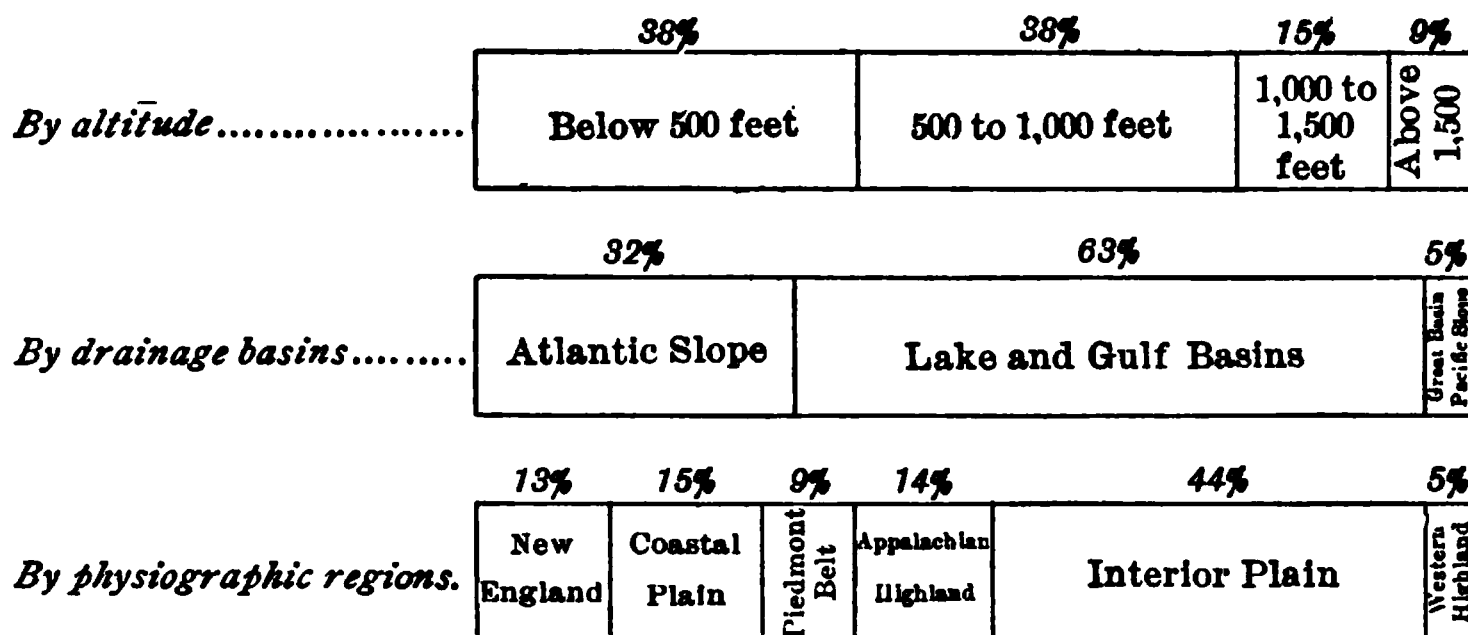 38% 38% 15% 9%
By altitude.................... Below 500 feet 500 to 1,000 feet 1,000 to 1,500 feet Above 1,500
32% 63% 5%
By drainage basins......... Atlantic Slope Lake and Gulf Basins Great Basin Pacific Slope
13% 15% 9% 14% 44% 5%
By physiographic regions. New England Coastal Plain Piedmont Belt Appalachian Highland Interior Plain Western Highland